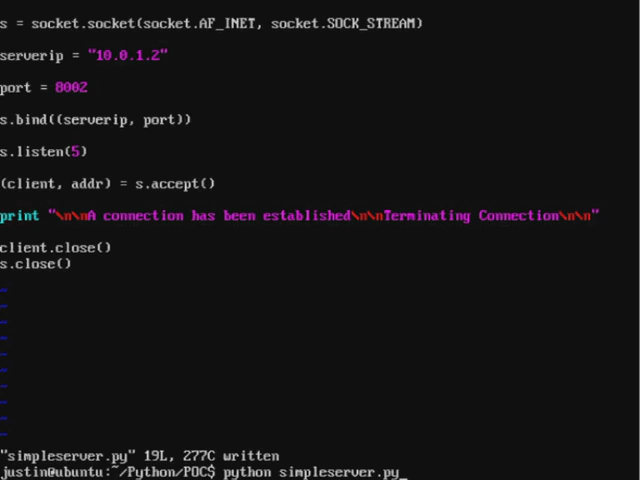 s = socket.socket(socket.AF_INET, socket.SOCK_STREAM)
serverip = "10.0.1.2"
port = 8002
s.bind((serverip, port))
s.listen(5)
(client, addr) = s.accept()
print "\n\nA connection has been established\n\nTerminating Connection\n\n"
client.close()
s.close()
~
~
~
~
~
~
~
~
~
~
"simpleserver.py" 19L, 277C written
justin@ubuntu:~/Python/POC$ python simpleserver.py_